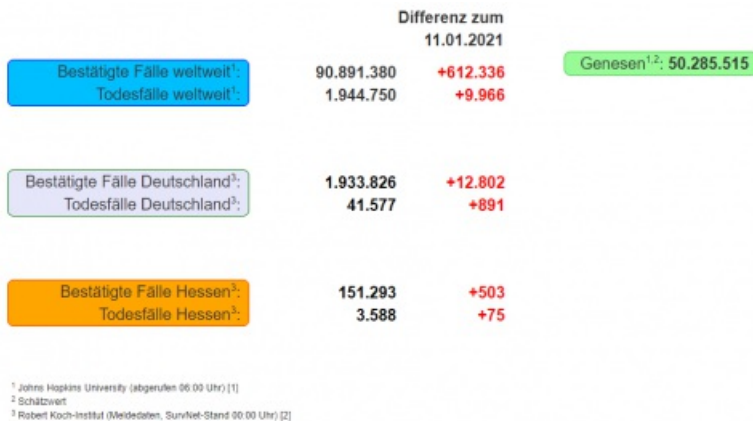 Differenz zum
11.01.2021
Bestätigte Fälle weltweit¹: 90.891.380 +612.336
Todesfälle weltweit¹: 1.944.750 +9.966
Genesen¹,²: 50.285.515
Bestätigte Fälle Deutschland³: 1.933.826 +12.802
Todesfälle Deutschland³: 41.577 +891
Bestätigte Fälle Hessen³: 151.293 +503
Todesfälle Hessen³: 3.588 +75
¹ Johns Hopkins University (abgerufen 06:00 Uhr) [1]
² Schätzwert
³ Robert Koch-Institut (Meldedaten, SurvNet-Stand 00:00 Uhr) [2]